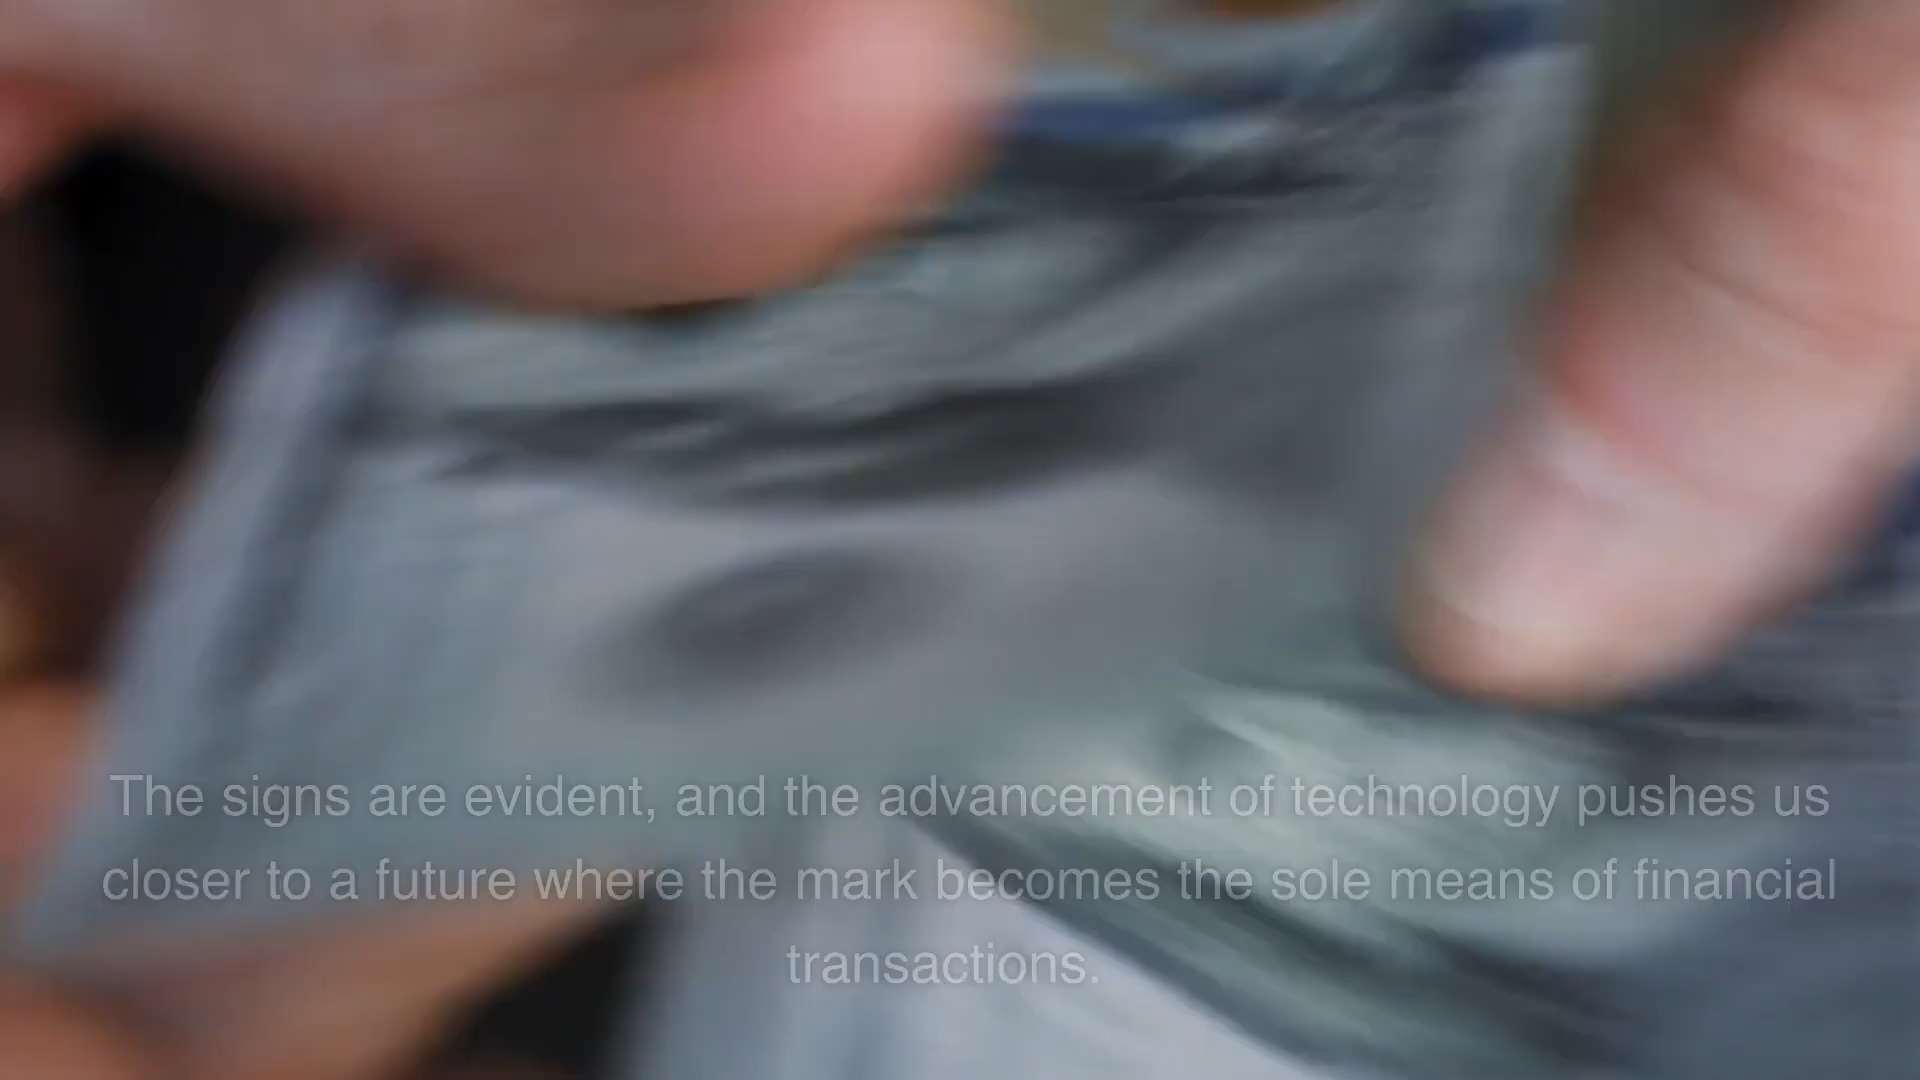 The signs are evident, and the advancement of technology pushes us
closer to a future where the mark becomes the sole means of financial
transactions.